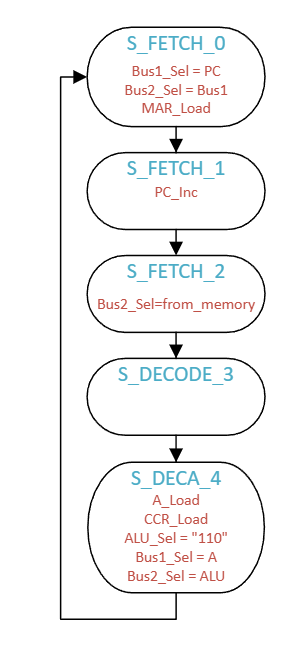 S_FETCH_0
Bus1_Sel = PC
Bus2_Sel = Bus1
MAR_Load
S_FETCH_1
PC_Inc
S_FETCH_2
Bus2_Sel=from_memory
S_DECODE_3
S_DECA_4
A_Load
CCR_Load
ALU_Sel = "110"
Bus1_Sel = A
Bus2_Sel = ALU